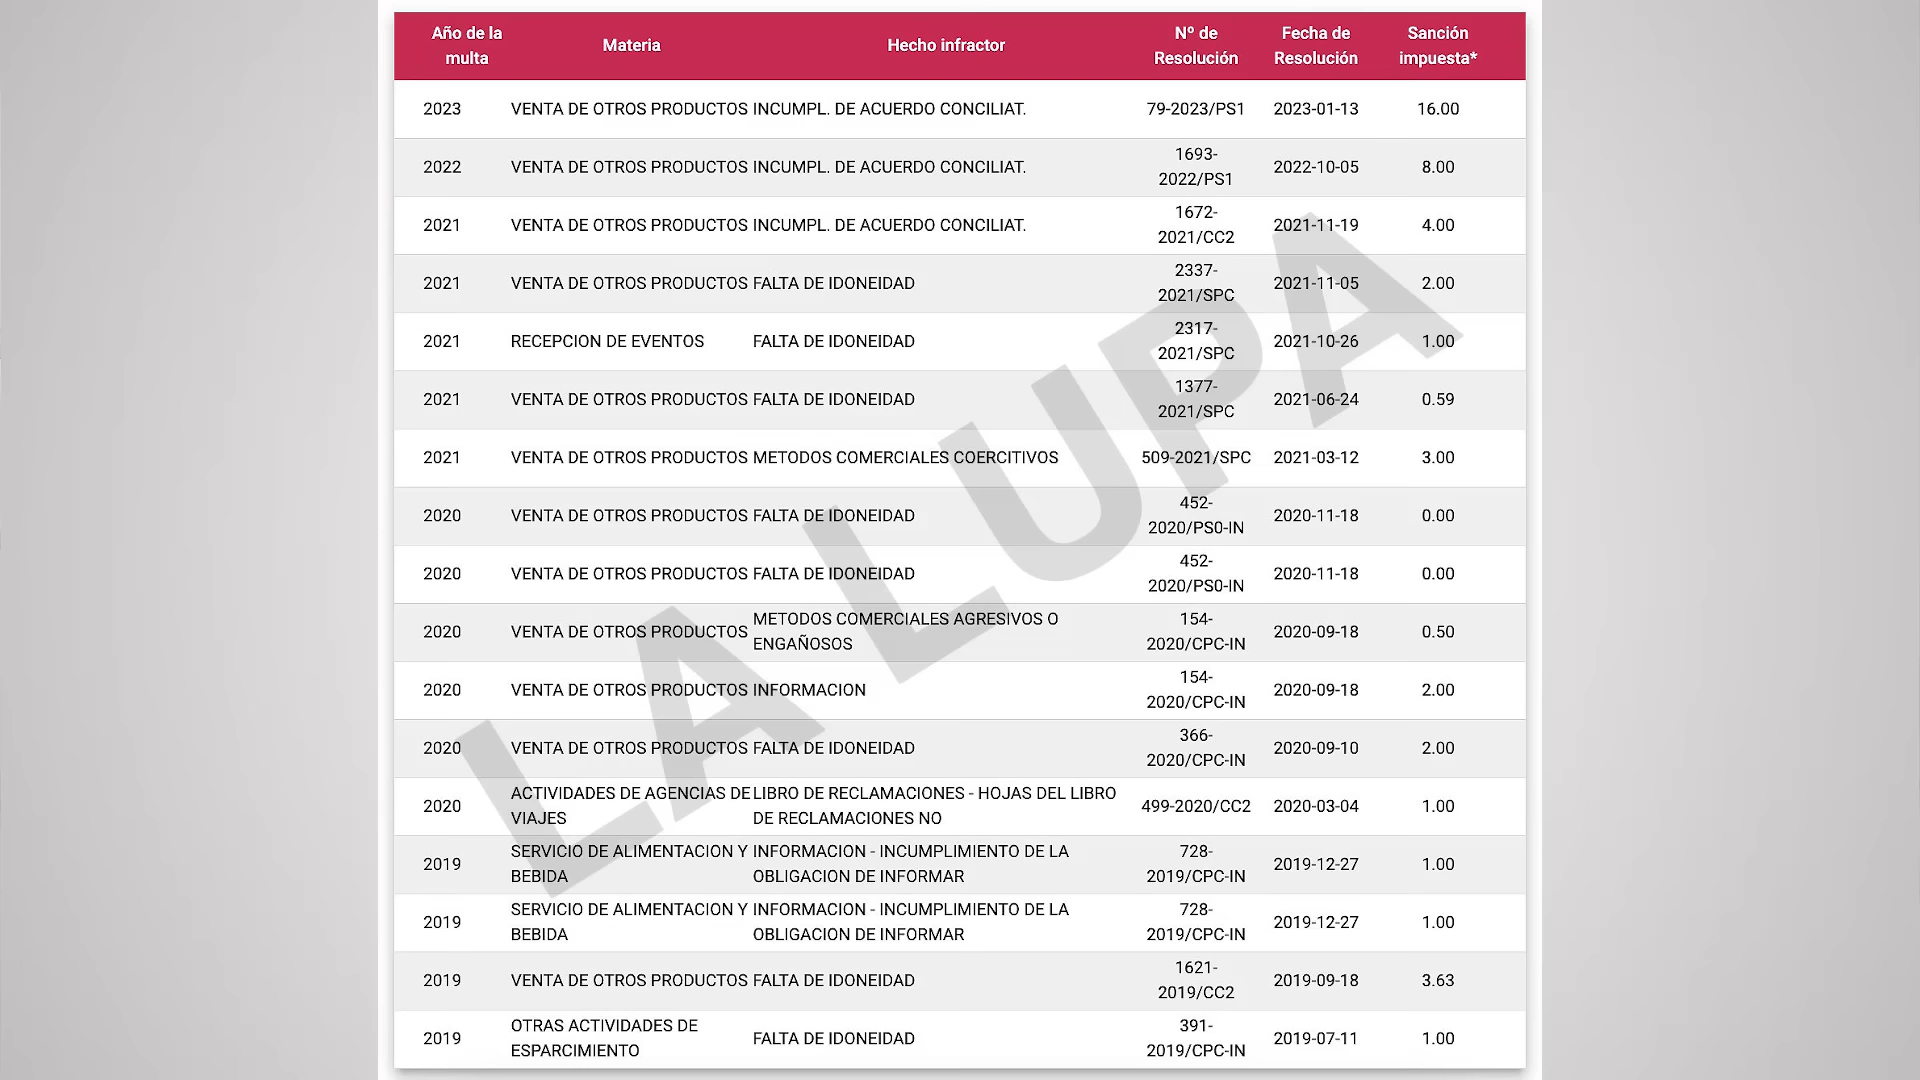 Año de la multa Materia Hecho infractor Nº de Resolución Fecha de Resolución Sanción impuesta*
2023 VENTA DE OTROS PRODUCTOS INCUMPL. DE ACUERDO CONCILIAT. 79-2023/PS1 2023-01-13 16.00
2022 VENTA DE OTROS PRODUCTOS INCUMPL. DE ACUERDO CONCILIAT. 1693-2022/PS1 2022-10-05 8.00
2021 VENTA DE OTROS PRODUCTOS INCUMPL. DE ACUERDO CONCILIAT. 1672-2021/CC2 2021-11-19 4.00
2021 VENTA DE OTROS PRODUCTOS FALTA DE IDONEIDAD 2337-2021/SPC 2021-11-05 2.00
2021 RECEPCION DE EVENTOS FALTA DE IDONEIDAD 2317-2021/SPC 2021-10-26 1.00
2021 VENTA DE OTROS PRODUCTOS FALTA DE IDONEIDAD 1377-2021/SPC 2021-06-24 0.59
2021 VENTA DE OTROS PRODUCTOS METODOS COMERCIALES COERCITIVOS 509-2021/SPC 2021-03-12 3.00
2020 VENTA DE OTROS PRODUCTOS FALTA DE IDONEIDAD 452-2020/PS0-IN 2020-11-18 0.00
2020 VENTA DE OTROS PRODUCTOS FALTA DE IDONEIDAD 452-2020/PS0-IN 2020-11-18 0.00
2020 VENTA DE OTROS PRODUCTOS METODOS COMERCIALES AGRESIVOS O ENGAÑOSOS 154-2020/CPC-IN 2020-09-18 0.50
2020 VENTA DE OTROS PRODUCTOS INFORMACION 154-2020/CPC-IN 2020-09-18 2.00
2020 VENTA DE OTROS PRODUCTOS FALTA DE IDONEIDAD 366-2020/CPC-IN 2020-09-10 2.00
2020 ACTIVIDADES DE AGENCIAS DE VIAJES LIBRO DE RECLAMACIONES - HOJAS DEL LIBRO DE RECLAMACIONES NO 499-2020/CC2 2020-03-04 1.00
2019 SERVICIO DE ALIMENTACION Y BEBIDA INFORMACION - INCUMPLIMIENTO DE LA OBLIGACION DE INFORMAR 728-2019/CPC-IN 2019-12-27 1.00
2019 SERVICIO DE ALIMENTACION Y BEBIDA INFORMACION - INCUMPLIMIENTO DE LA OBLIGACION DE INFORMAR 728-2019/CPC-IN 2019-12-27 1.00
2019 VENTA DE OTROS PRODUCTOS FALTA DE IDONEIDAD 1621-2019/CC2 2019-09-18 3.63
2019 OTRAS ACTIVIDADES DE ESPARCIMIENTO FALTA DE IDONEIDAD 391-2019/CPC-IN 2019-07-11 1.00
LA LUPA